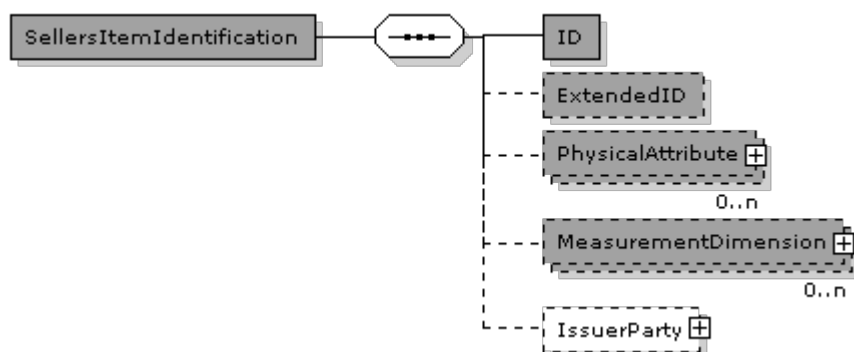 SellersItemIdentification
ID
ExtendedID
PhysicalAttribute
0..n
MeasurementDimension
0..n
IssuerParty